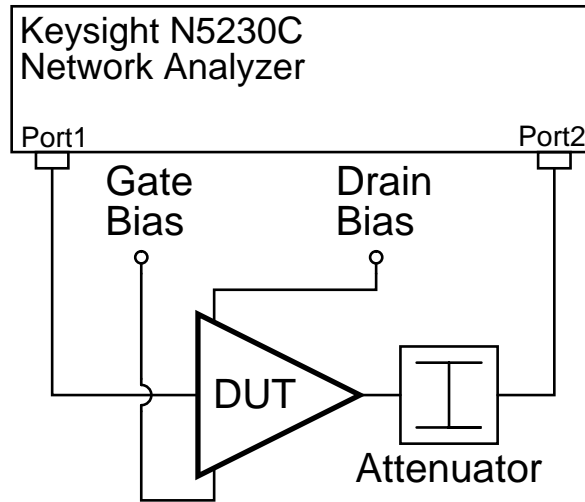 Keysight N5230C
Network Analyzer
Port1
Port2
Gate
Bias
Drain
Bias
DUT
Attenuator